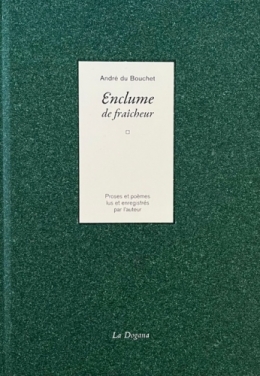 André du Bouchet
Enclume
de fraîcheur
Proses et poèmes
lus et enregistrés
par l'auteur
La Dogana